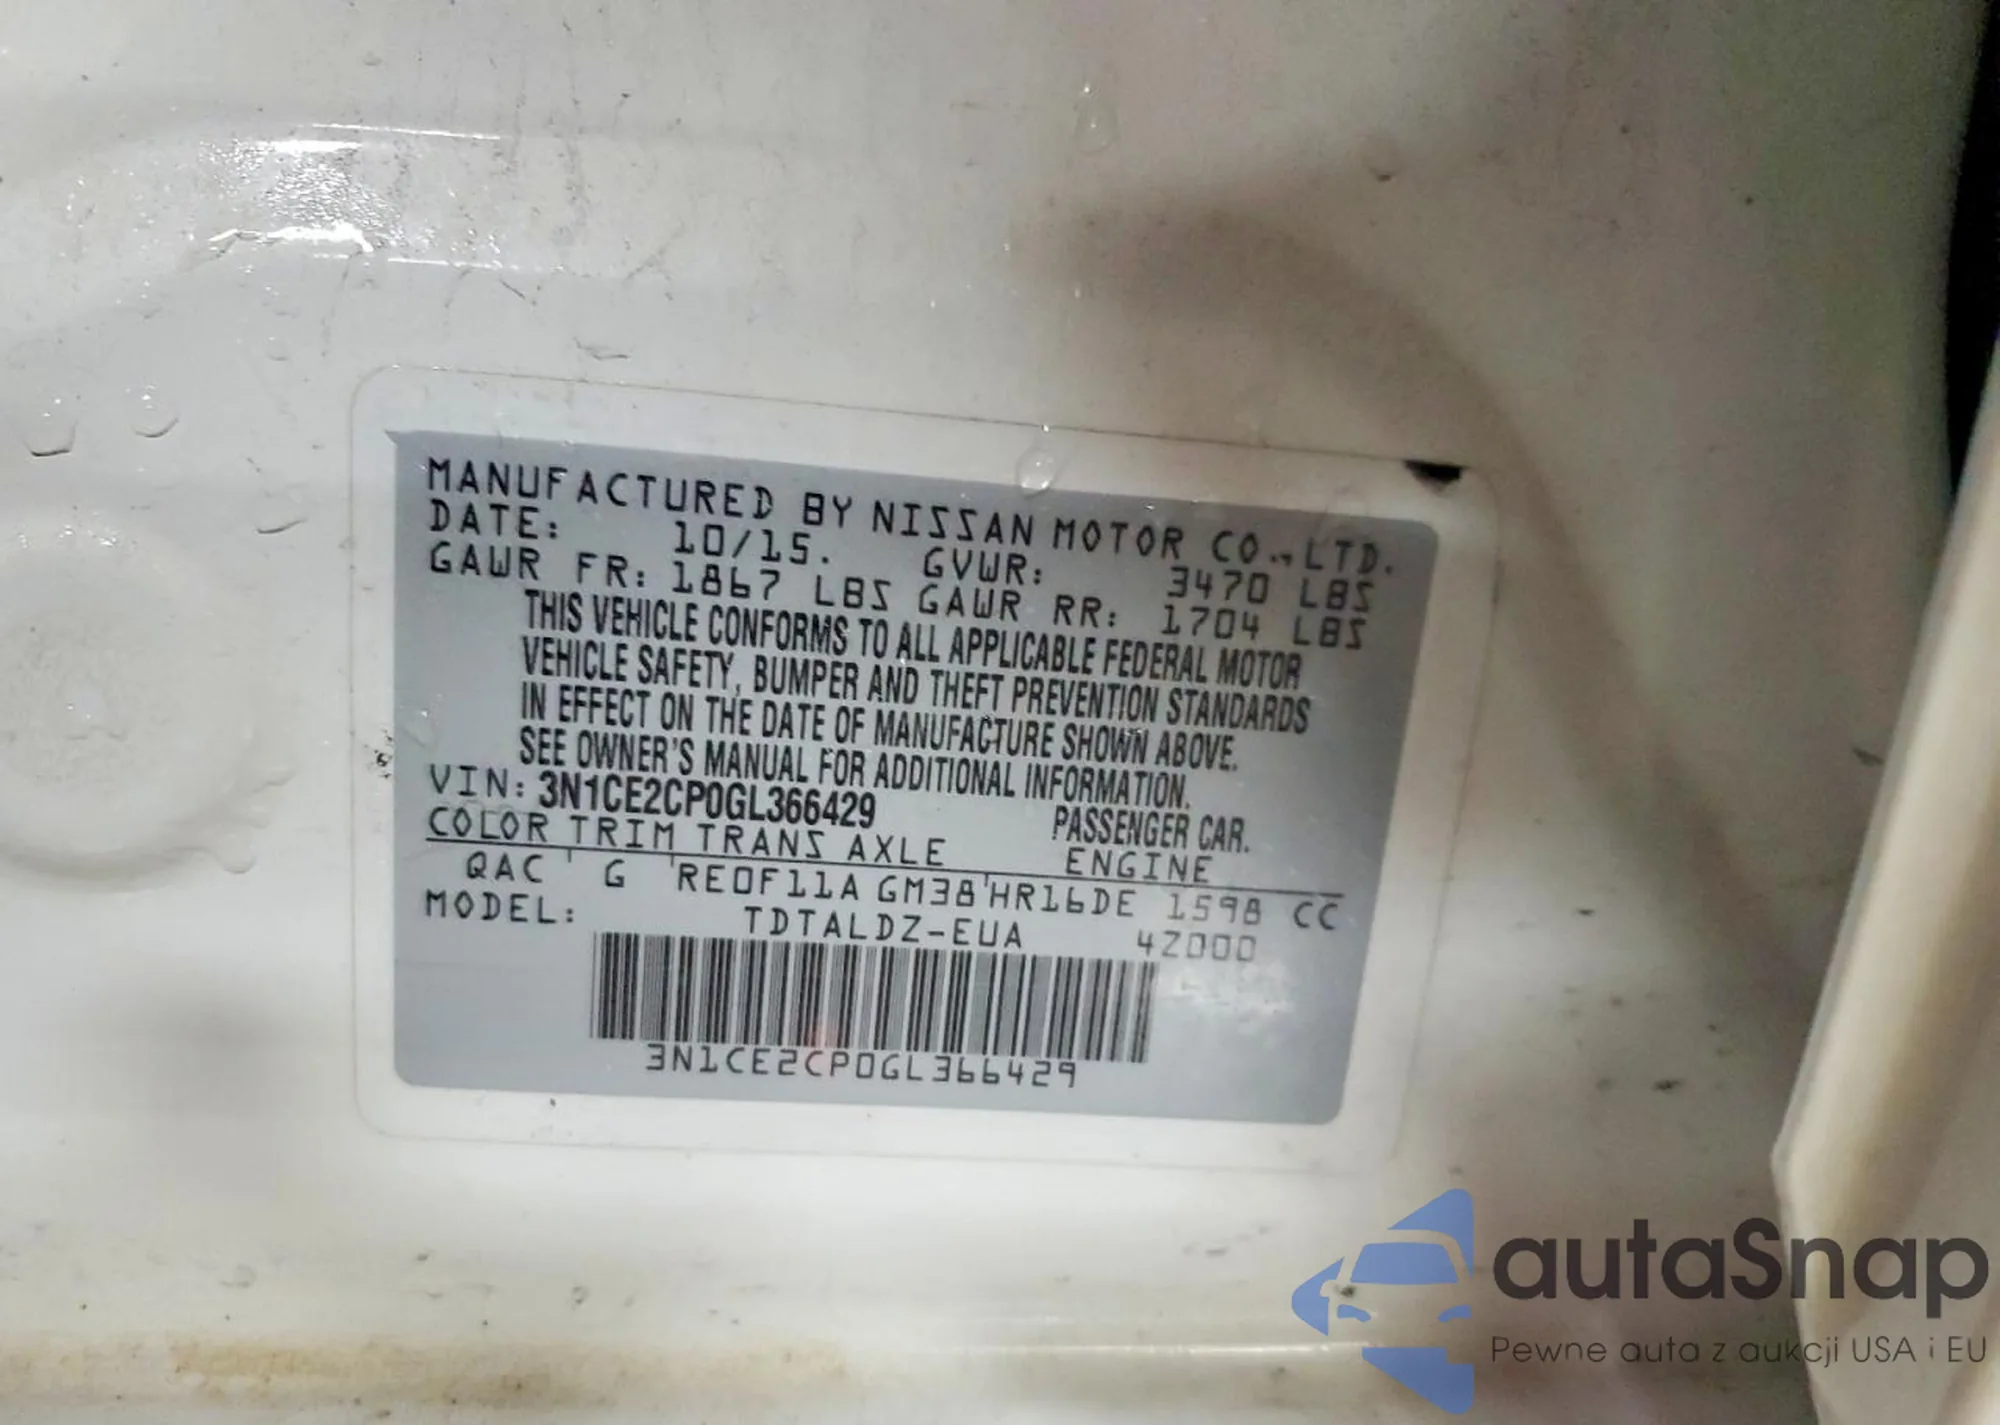 MANUFACTURED BY NISSAN MOTOR CO.,LTD.
DATE: 10/15. GVWR: 3470 LBS
GAWR FR: 1867 LBS GAWR RR: 1704 LBS
THIS VEHICLE CONFORMS TO ALL APPLICABLE FEDERAL MOTOR
VEHICLE SAFETY, BUMPER AND THEFT PREVENTION STANDARDS
IN EFFECT ON THE DATE OF MANUFACTURE SHOWN ABOVE.
SEE OWNER'S MANUAL FOR ADDITIONAL INFORMATION.
VIN: 3N1CE2CP0GL366429 PASSENGER CAR.
COLOR TRIM TRANS AXLE ENGINE
QAC G RE0F11A GM38 HR16DE 1598 CC
MODEL: TDTALDZ-EUA 4Z000
3N1CE2CP0GL366429
autaSnap
Pewne auta z aukcji USA i EU